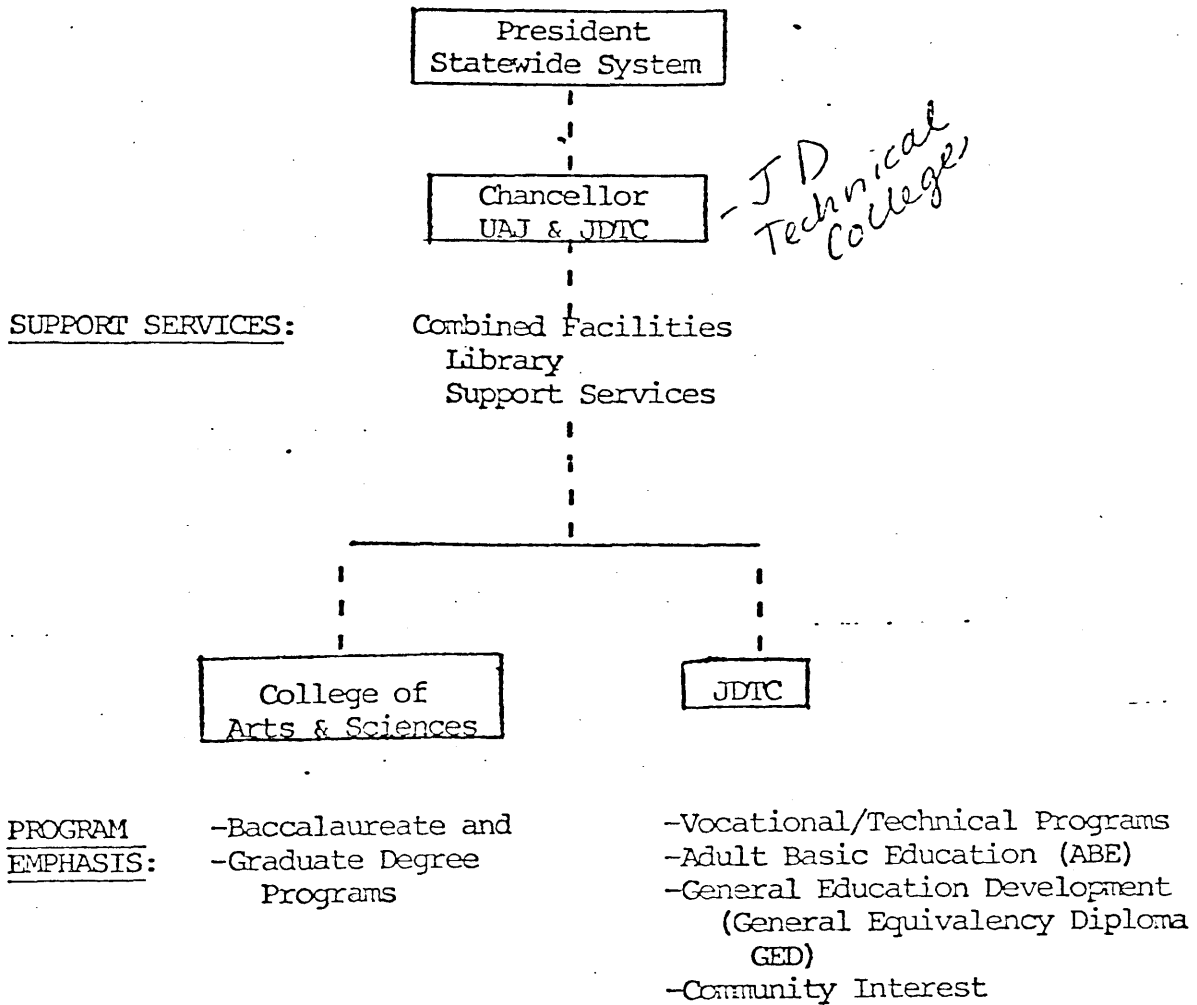 President
Statewide System
Chancellor
UAJ & JDTC
- JD
Technical
College,
SUPPORT SERVICES:
Combined Facilities
Library
Support Services
College of
Arts & Sciences
JDTC
PROGRAM
EMPHASIS:
-Baccalaureate and
-Graduate Degree
Programs
-Vocational/Technical Programs
-Adult Basic Education (ABE)
-General Education Development
(General Equivalency Diploma
GED)
-Community Interest